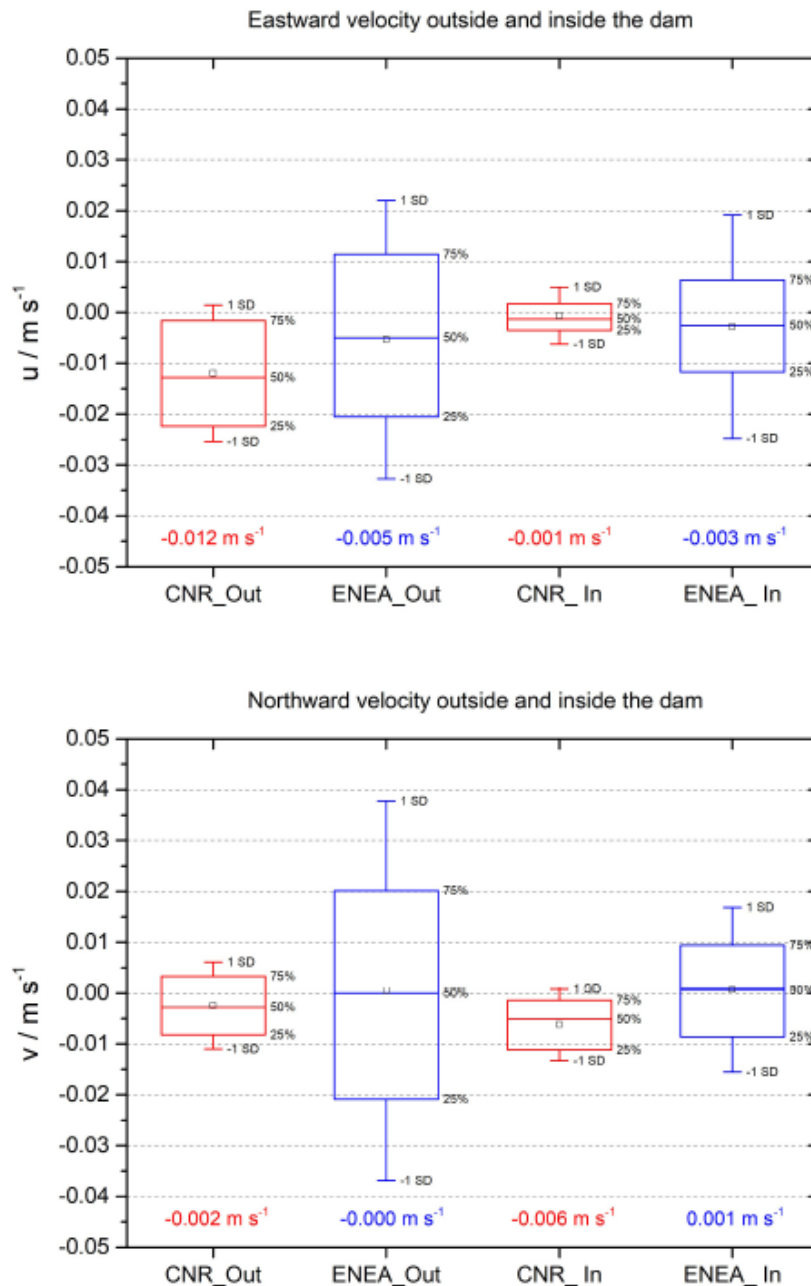 Eastward velocity outside and inside the dam
0.05
0.04
0.03
0.02
0.01
0.00
-0.01
-0.02
-0.03
-0.04
-0.05
u / m s⁻¹
1 SD
75%
50%
25%
-1 SD
1 SD
75%
50%
25%
-1 SD
1 SD
75%
50%
25%
-1 SD
1 SD
75%
50%
25%
-1 SD
-0.012 m s⁻¹ -0.005 m s⁻¹ -0.001 m s⁻¹ -0.003 m s⁻¹
CNR_Out ENEA_Out CNR_ In ENEA_ In
Northward velocity outside and inside the dam
0.05
0.04
0.03
0.02
0.01
0.00
-0.01
-0.02
-0.03
-0.04
-0.05
v / m s⁻¹
1 SD
75%
50%
25%
-1 SD
1 SD
75%
50%
25%
-1 SD
1 SD
75%
50%
25%
-1 SD
1 SD
75%
50%
25%
-1 SD
-0.002 m s⁻¹ -0.000 m s⁻¹ -0.006 m s⁻¹ 0.001 m s⁻¹
CNR_Out ENEA_Out CNR_ In ENEA_ In